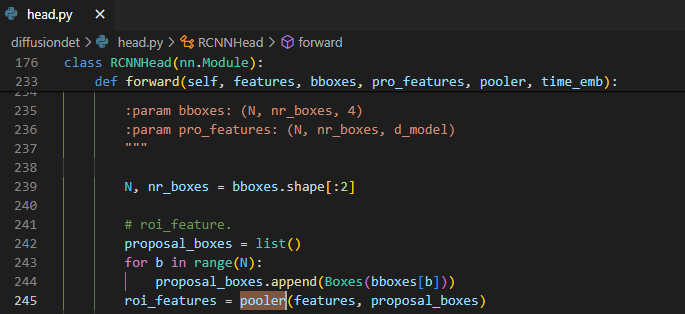 head.py
diffusiondet > head.py > RCNNHead > forward
176 class RCNNHead(nn.Module):
233     def forward(self, features, bboxes, pro_features, pooler, time_emb):
235         :param bboxes: (N, nr_boxes, 4)
236         :param pro_features: (N, nr_boxes, d_model)
237         """
238
239         N, nr_boxes = bboxes.shape[:2]
240
241         # roi_feature.
242         proposal_boxes = list()
243         for b in range(N):
244             proposal_boxes.append(Boxes(bboxes[b]))
245         roi_features = pooler(features, proposal_boxes)